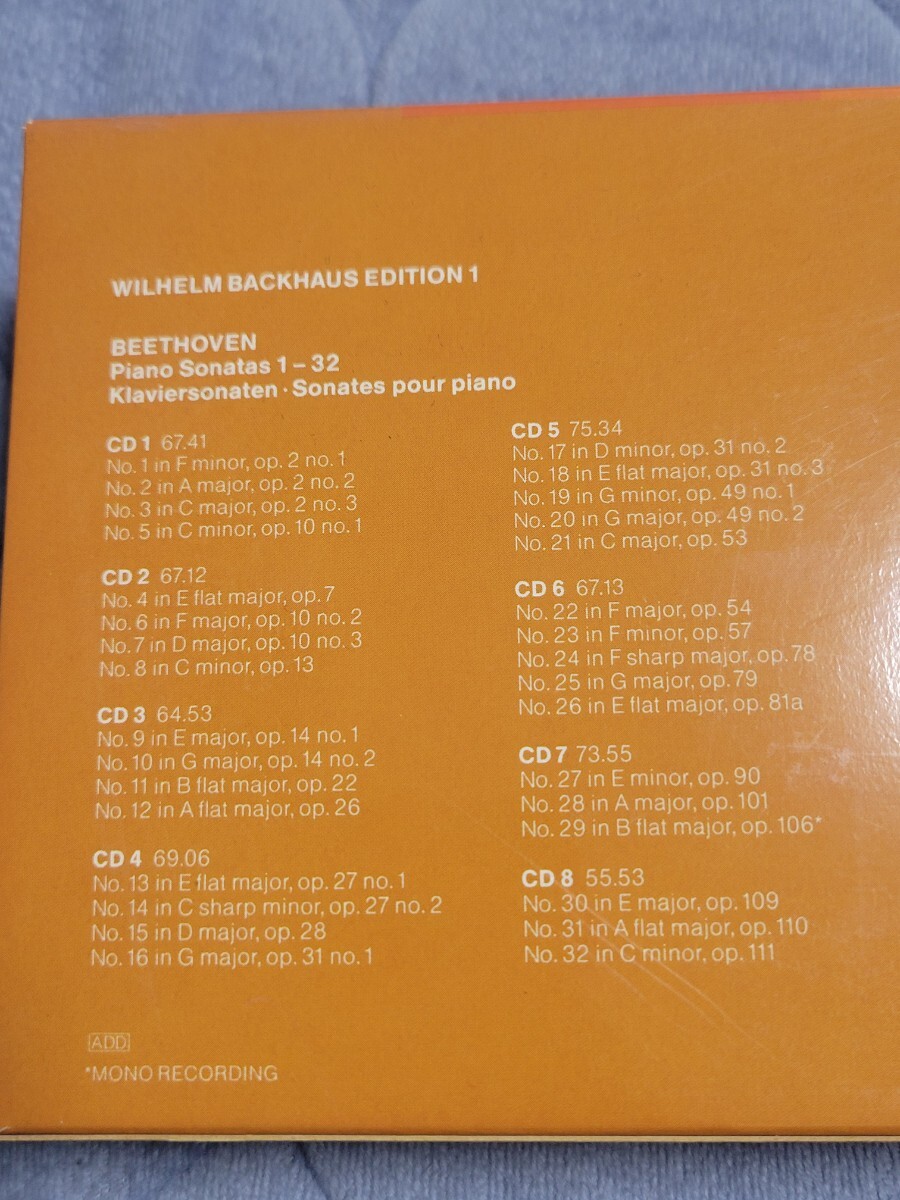 WILHELM BACKHAUS EDITION 1
BEETHOVEN
Piano Sonatas 1 – 32
Klaviersonaten · Sonates pour piano
CD 1 67.41
No. 1 in F minor, op. 2 no. 1
No. 2 in A major, op. 2 no. 2
No. 3 in C major, op. 2 no. 3
No. 5 in C minor, op. 10 no. 1
CD 2 67.12
No. 4 in E flat major, op. 7
No. 6 in F major, op. 10 no. 2
No. 7 in D major, op. 10 no. 3
No. 8 in C minor, op. 13
CD 3 64.53
No. 9 in E major, op. 14 no. 1
No. 10 in G major, op. 14 no. 2
No. 11 in B flat major, op. 22
No. 12 in A flat major, op. 26
CD 4 69.06
No. 13 in E flat major, op. 27 no. 1
No. 14 in C sharp minor, op. 27 no. 2
No. 15 in D major, op. 28
No. 16 in G major, op. 31 no. 1
CD 5 75.34
No. 17 in D minor, op. 31 no. 2
No. 18 in E flat major, op. 31 no. 3
No. 19 in G minor, op. 49 no. 1
No. 20 in G major, op. 49 no. 2
No. 21 in C major, op. 53
CD 6 67.13
No. 22 in F major, op. 54
No. 23 in F minor, op. 57
No. 24 in F sharp major, op. 78
No. 25 in G major, op. 79
No. 26 in E flat major, op. 81a
CD 7 73.55
No. 27 in E minor, op. 90
No. 28 in A major, op. 101
No. 29 in B flat major, op. 106*
CD 8 55.53
No. 30 in E major, op. 109
No. 31 in A flat major, op. 110
No. 32 in C minor, op. 111
ADD
*MONO RECORDING